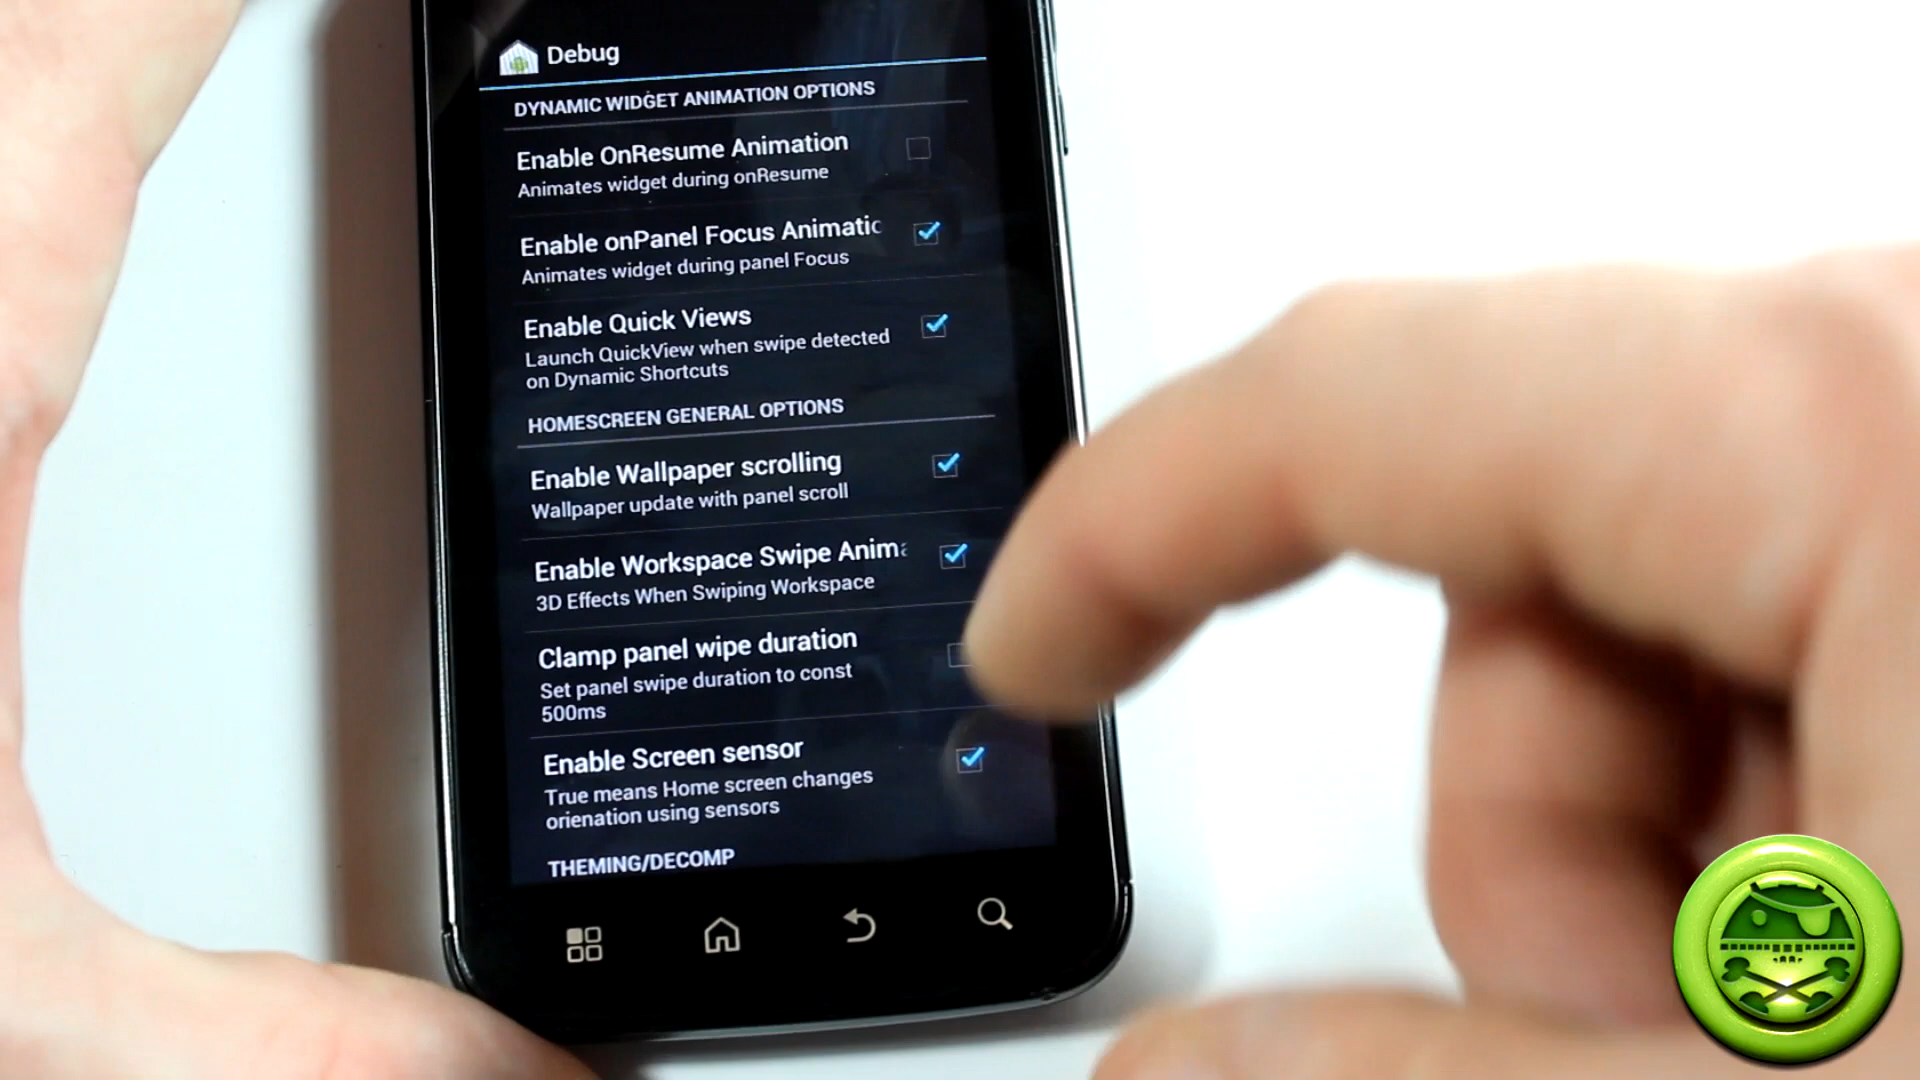 Debug
DYNAMIC WIDGET ANIMATION OPTIONS
Enable OnResume Animation
Animates widget during onResume
Enable onPanel Focus Animatic
Animates widget during panel Focus
Enable Quick Views
Launch QuickView when swipe detected
on Dynamic Shortcuts
HOMESCREEN GENERAL OPTIONS
Enable Wallpaper scrolling
Wallpaper update with panel scroll
Enable Workspace Swipe Anima
3D Effects When Swiping Workspace
Clamp panel wipe duration
Set panel swipe duration to const
500ms
Enable Screen sensor
True means Home screen changes
orienation using sensors
THEMING/DECOMP